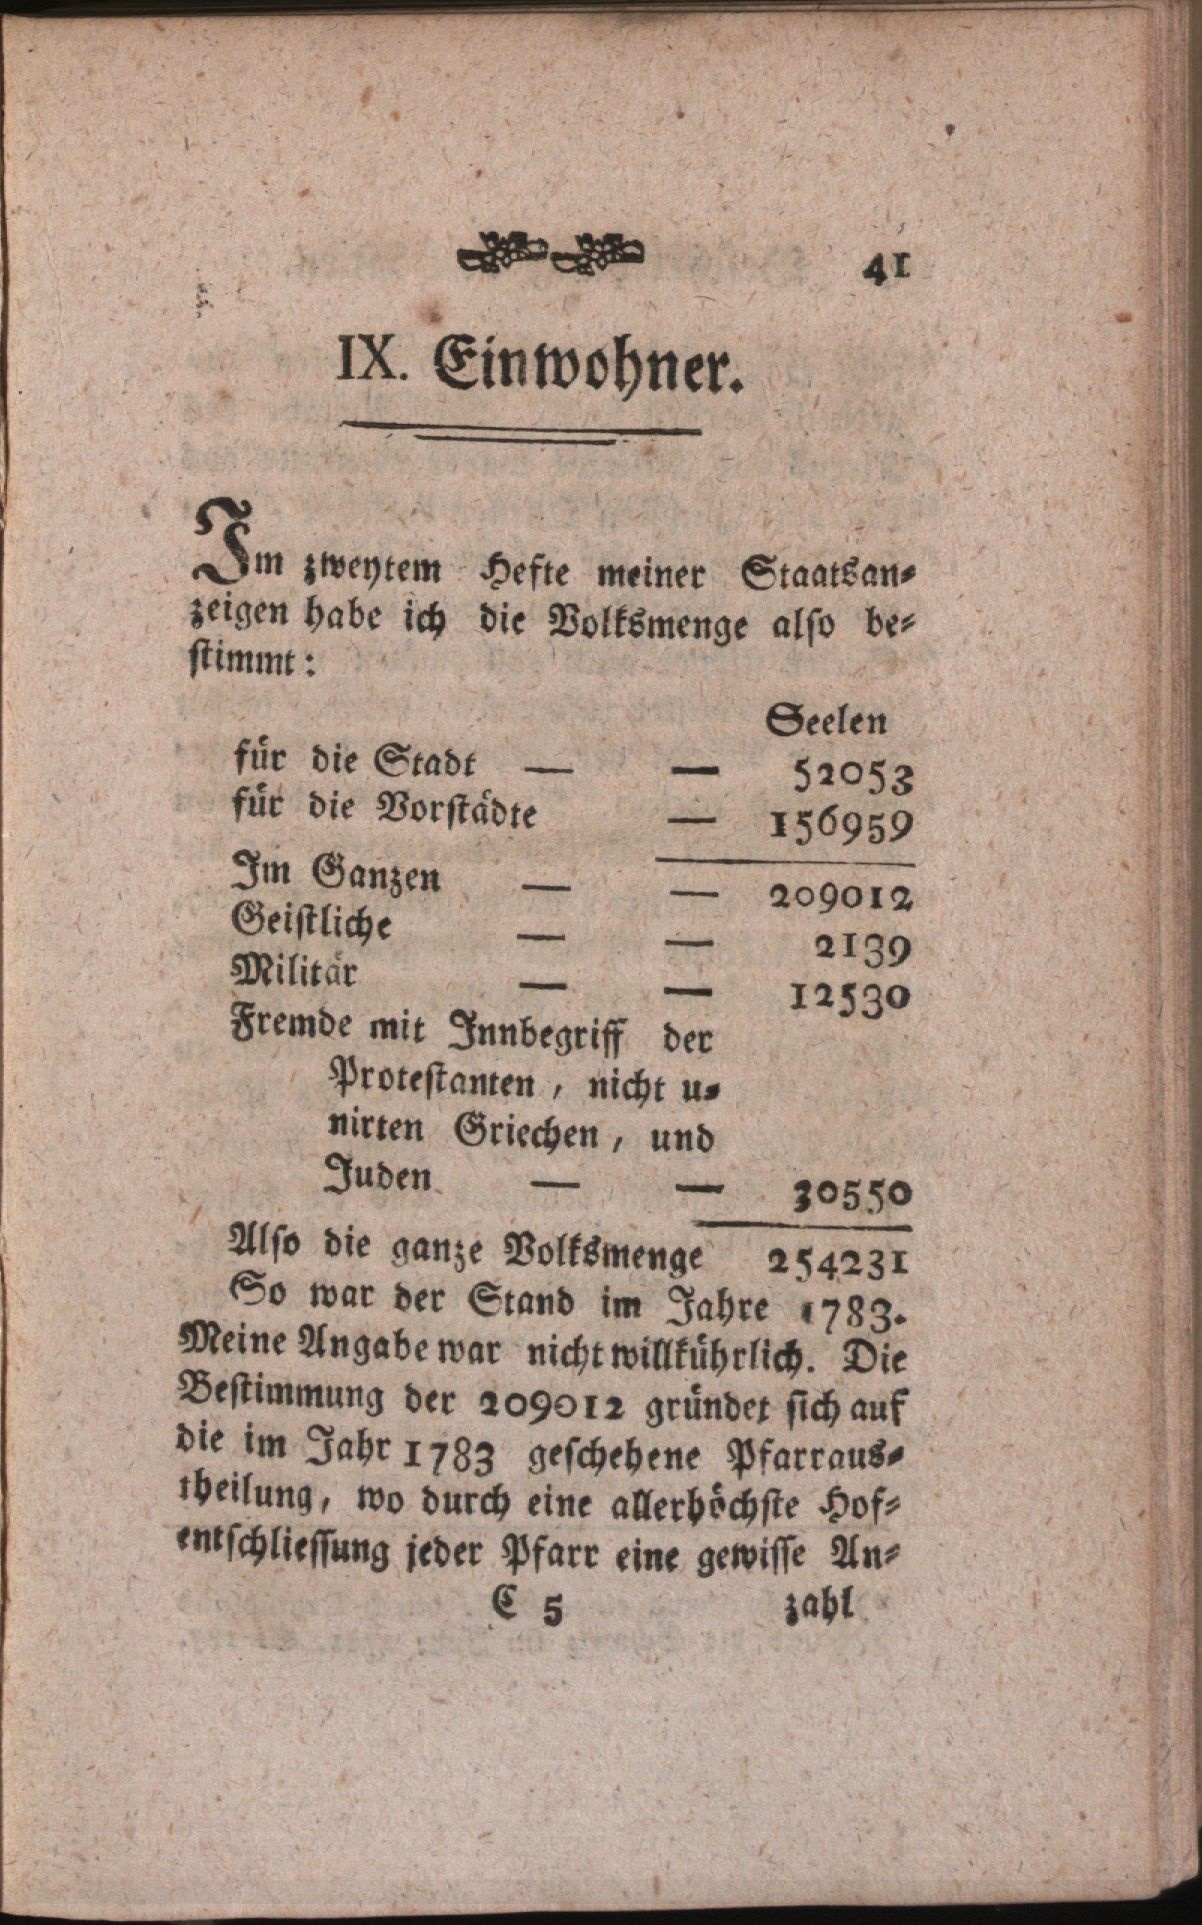 41
IX. Einwohner.
Im zweytem Hefte meiner Staatsan-
zeigen habe ich die Volksmenge also be-
stimmt:
Seelen
für die Stadt — — 52053
für die Vorstädte — 156959
Im Ganzen — — 209012
Geistliche — — 2139
Militär — — 12530
Fremde mit Innbegriff der
Protestanten, nicht u-
nirten Griechen, und
Juden — — 30550
Also die ganze Volksmenge 254231
So war der Stand im Jahre 1783.
Meine Angabe war nicht willkührlich. Die
Bestimmung der 209012 gründet sich auf
die im Jahr 1783 geschehene Pfarraus-
theilung, wo durch eine allerhöchste Hof-
entschliessung jeder Pfarr eine gewisse An-
C 5 zahl